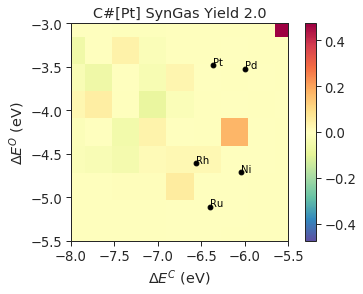 C#[Pt] SynGas Yield 2.0
−3.0
−3.5
−4.0
−4.5
−5.0
−5.5
ΔE^O (eV)
Pt
Pd
Rh
Ni
Ru
−8.0 −7.5 −7.0 −6.5 −6.0 −5.5
ΔE^C (eV)
0.4
0.2
0.0
−0.2
−0.4